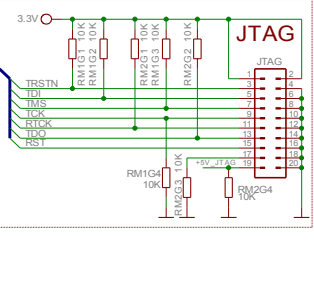 3.3V
RM1G1 10K
RM1G2 10K
RM2G1 10K
RM1G3 10K
RM2G2 10K
JTAG
JTAG
1 2
3 4
5 6
7 8
9 10
11 12
13 14
15 16
17 18
19 20
TRSTN
TDI
TMS
TCK
RTCK
TDO
RST
+5V_JTAG
RM1G4
10K
RM2G3 10K
RM2G4
10K